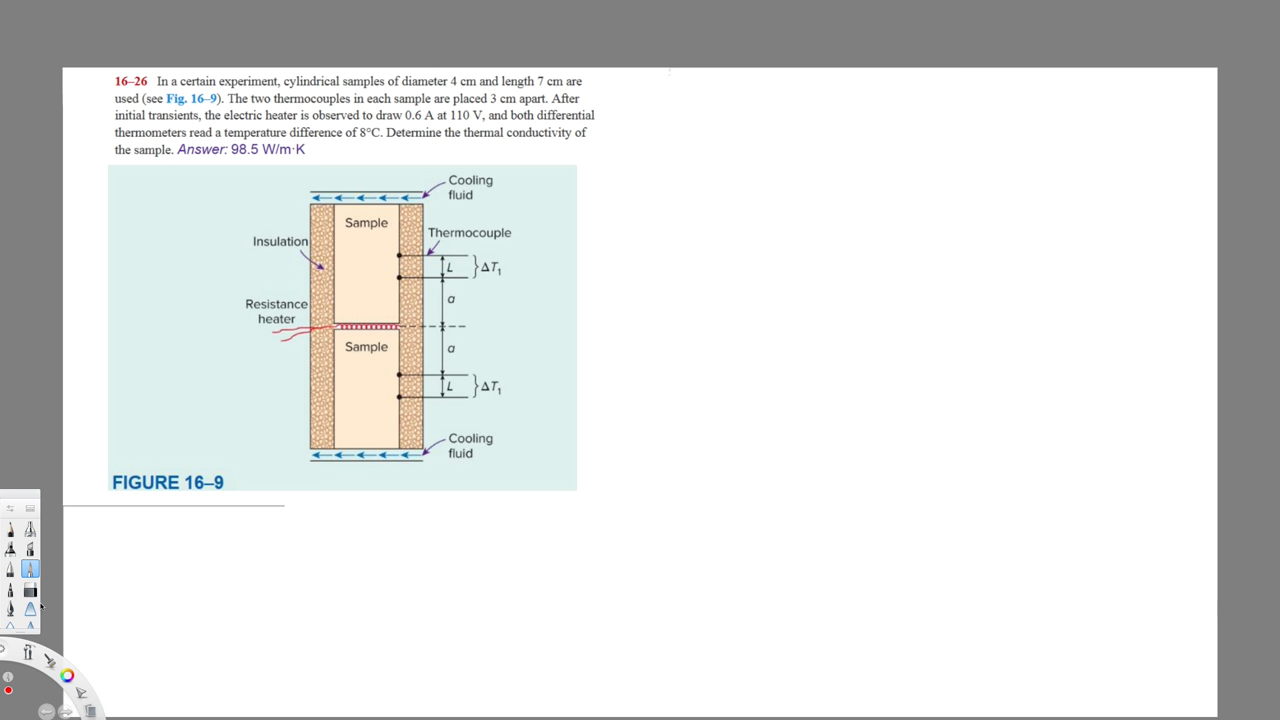 16–26 In a certain experiment, cylindrical samples of diameter 4 cm and length 7 cm are
used (see Fig. 16–9). The two thermocouples in each sample are placed 3 cm apart. After
initial transients, the electric heater is observed to draw 0.6 A at 110 V, and both differential
thermometers read a temperature difference of 8°C. Determine the thermal conductivity of
the sample. Answer: 98.5 W/m·K
Cooling
fluid
Sample
Thermocouple
Insulation
L
ΔT₁
a
Resistance
heater
Sample
a
L
ΔT₁
Cooling
fluid
FIGURE 16–9